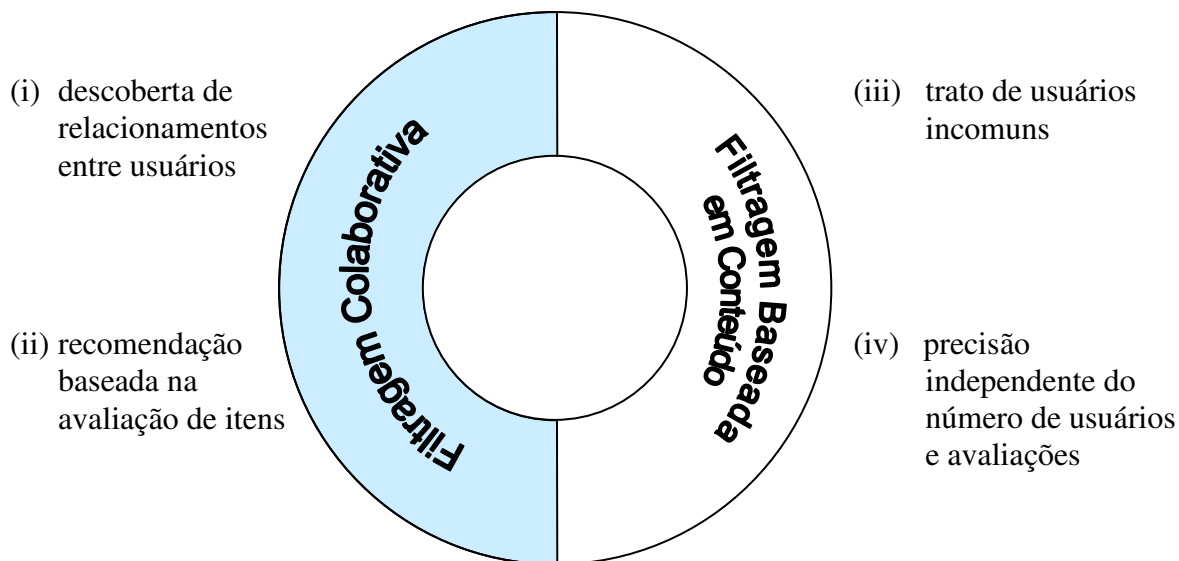 (i) descoberta de
relacionamentos
entre usuários
(ii) recomendação
baseada na
avaliação de itens
Filtragem Colaborativa
Filtragem Baseada
em Conteúdo
(iii) trato de usuários
incomuns
(iv) precisão
independente do
número de usuários
e avaliações